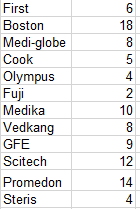 First 6
Boston 18
Medi-globe 8
Cook 5
Olympus 4
Fuji 2
Medika 10
Vedkang 8
GFE 9
Scitech 12
Promedon 14
Steris 4